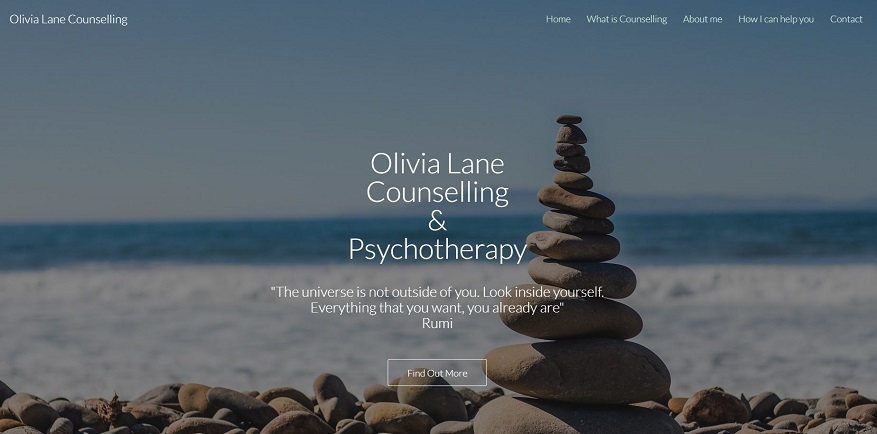 Olivia Lane Counselling
Home What is Counselling About me How I can help you Contact
Olivia Lane
Counselling
&
Psychotherapy
"The universe is not outside of you. Look inside yourself.
Everything that you want, you already are"
Rumi
Find Out More